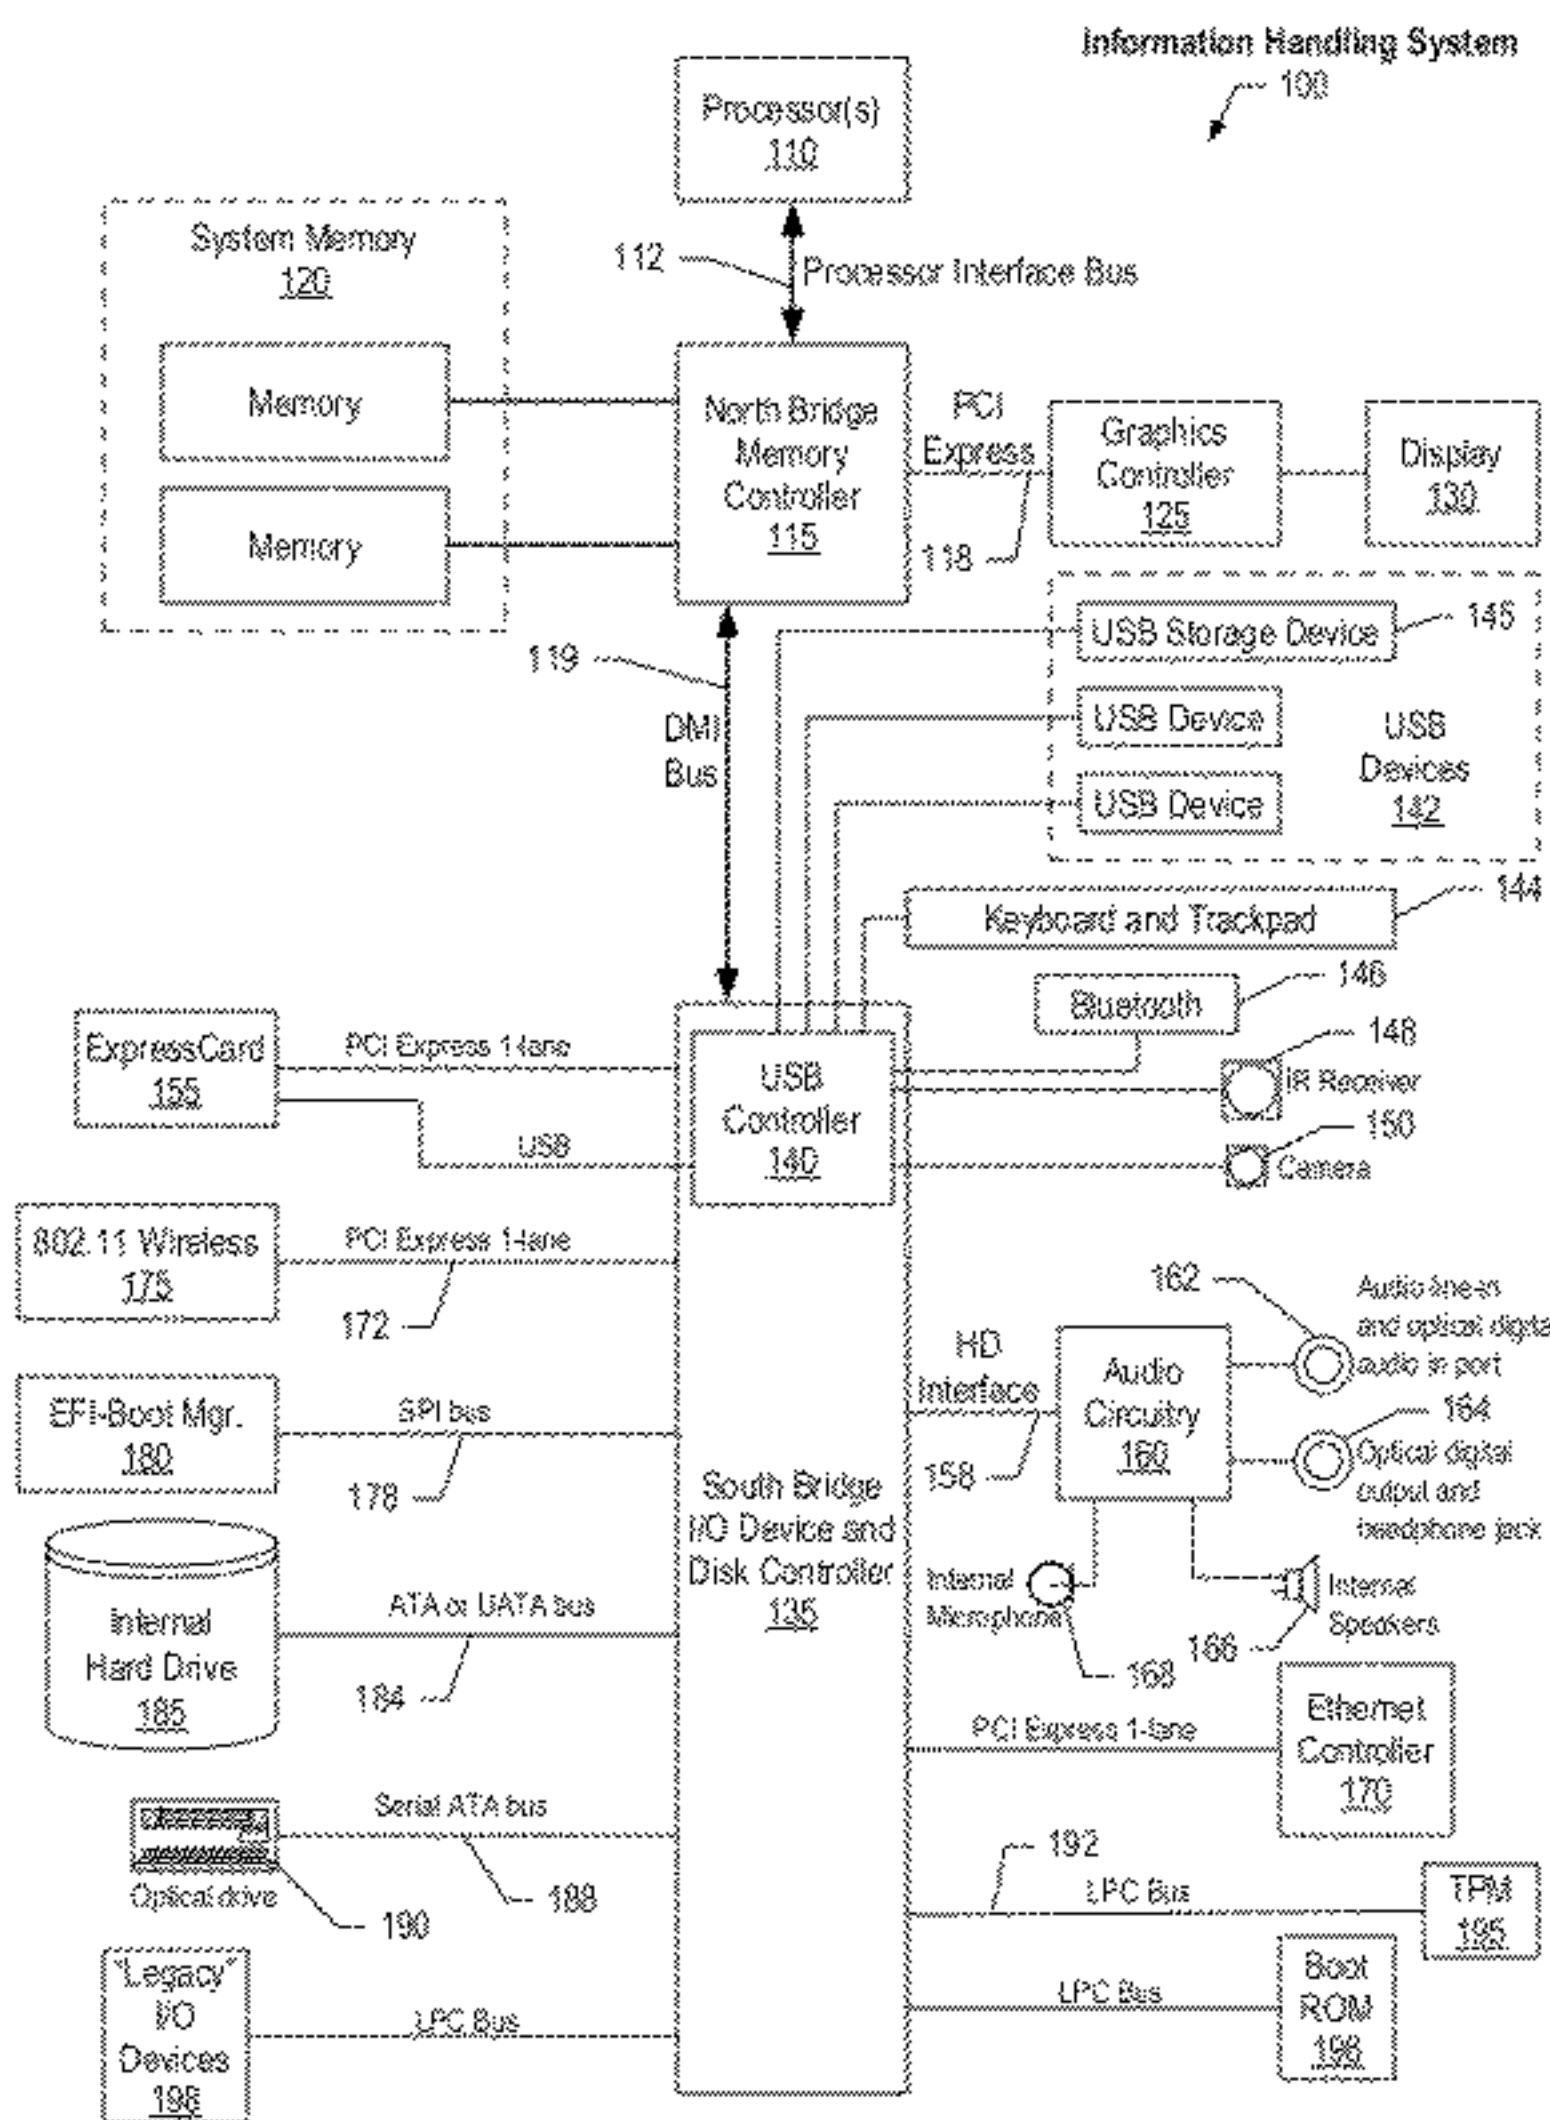 Information Handling System
100
Processor(s)
110
System Memory
120
112
Processor Interface Bus
Memory
Memory
North Bridge
Memory
Controller
115
PCI
Express
118
Graphics
Controller
125
Display
130
119
DMI
Bus
USB Storage Device
145
USB Device
USB Device
USB
Devices
142
Keyboard and Trackpad
144
Bluetooth
146
148
IR Receiver
150
Camera
ExpressCard
155
PCI Express 1-lane
USB
USB
Controller
140
802.11 Wireless
175
PCI Express 1-lane
172
EFI-Boot Mgr.
180
SPI bus
178
HD
Interface
158
Audio
Circuitry
160
162
Audio line-in
and optical digital
audio in port
164
Optical digital
output and
headphone jack
South Bridge
I/O Device and
Disk Controller
135
Internal
Microphone
168
166
Internal
Speakers
Internal
Hard Drive
185
ATA or UATA bus
184
PCI Express 1-lane
Ethernet
Controller
170
Serial ATA bus
188
Optical drive
190
192
LPC Bus
TPM
195
"Legacy"
I/O
Devices
198
LPC Bus
LPC Bus
Boot
ROM
196